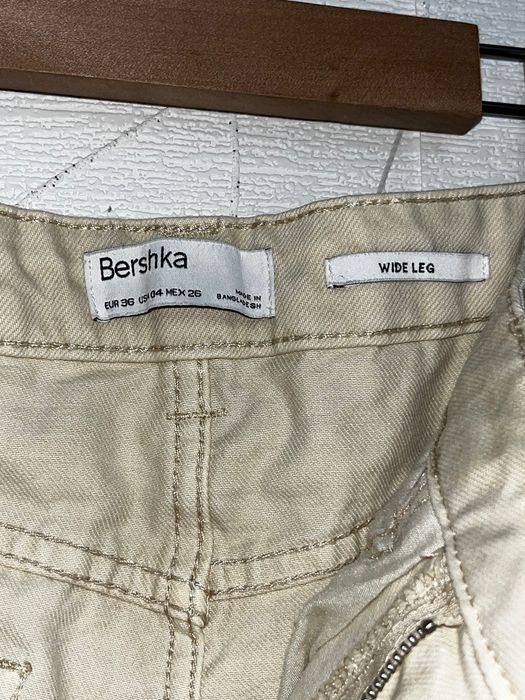 Bershka
EUR 36 USA 04 MEX 26
MADE IN
BANGLADESH
WIDE LEG